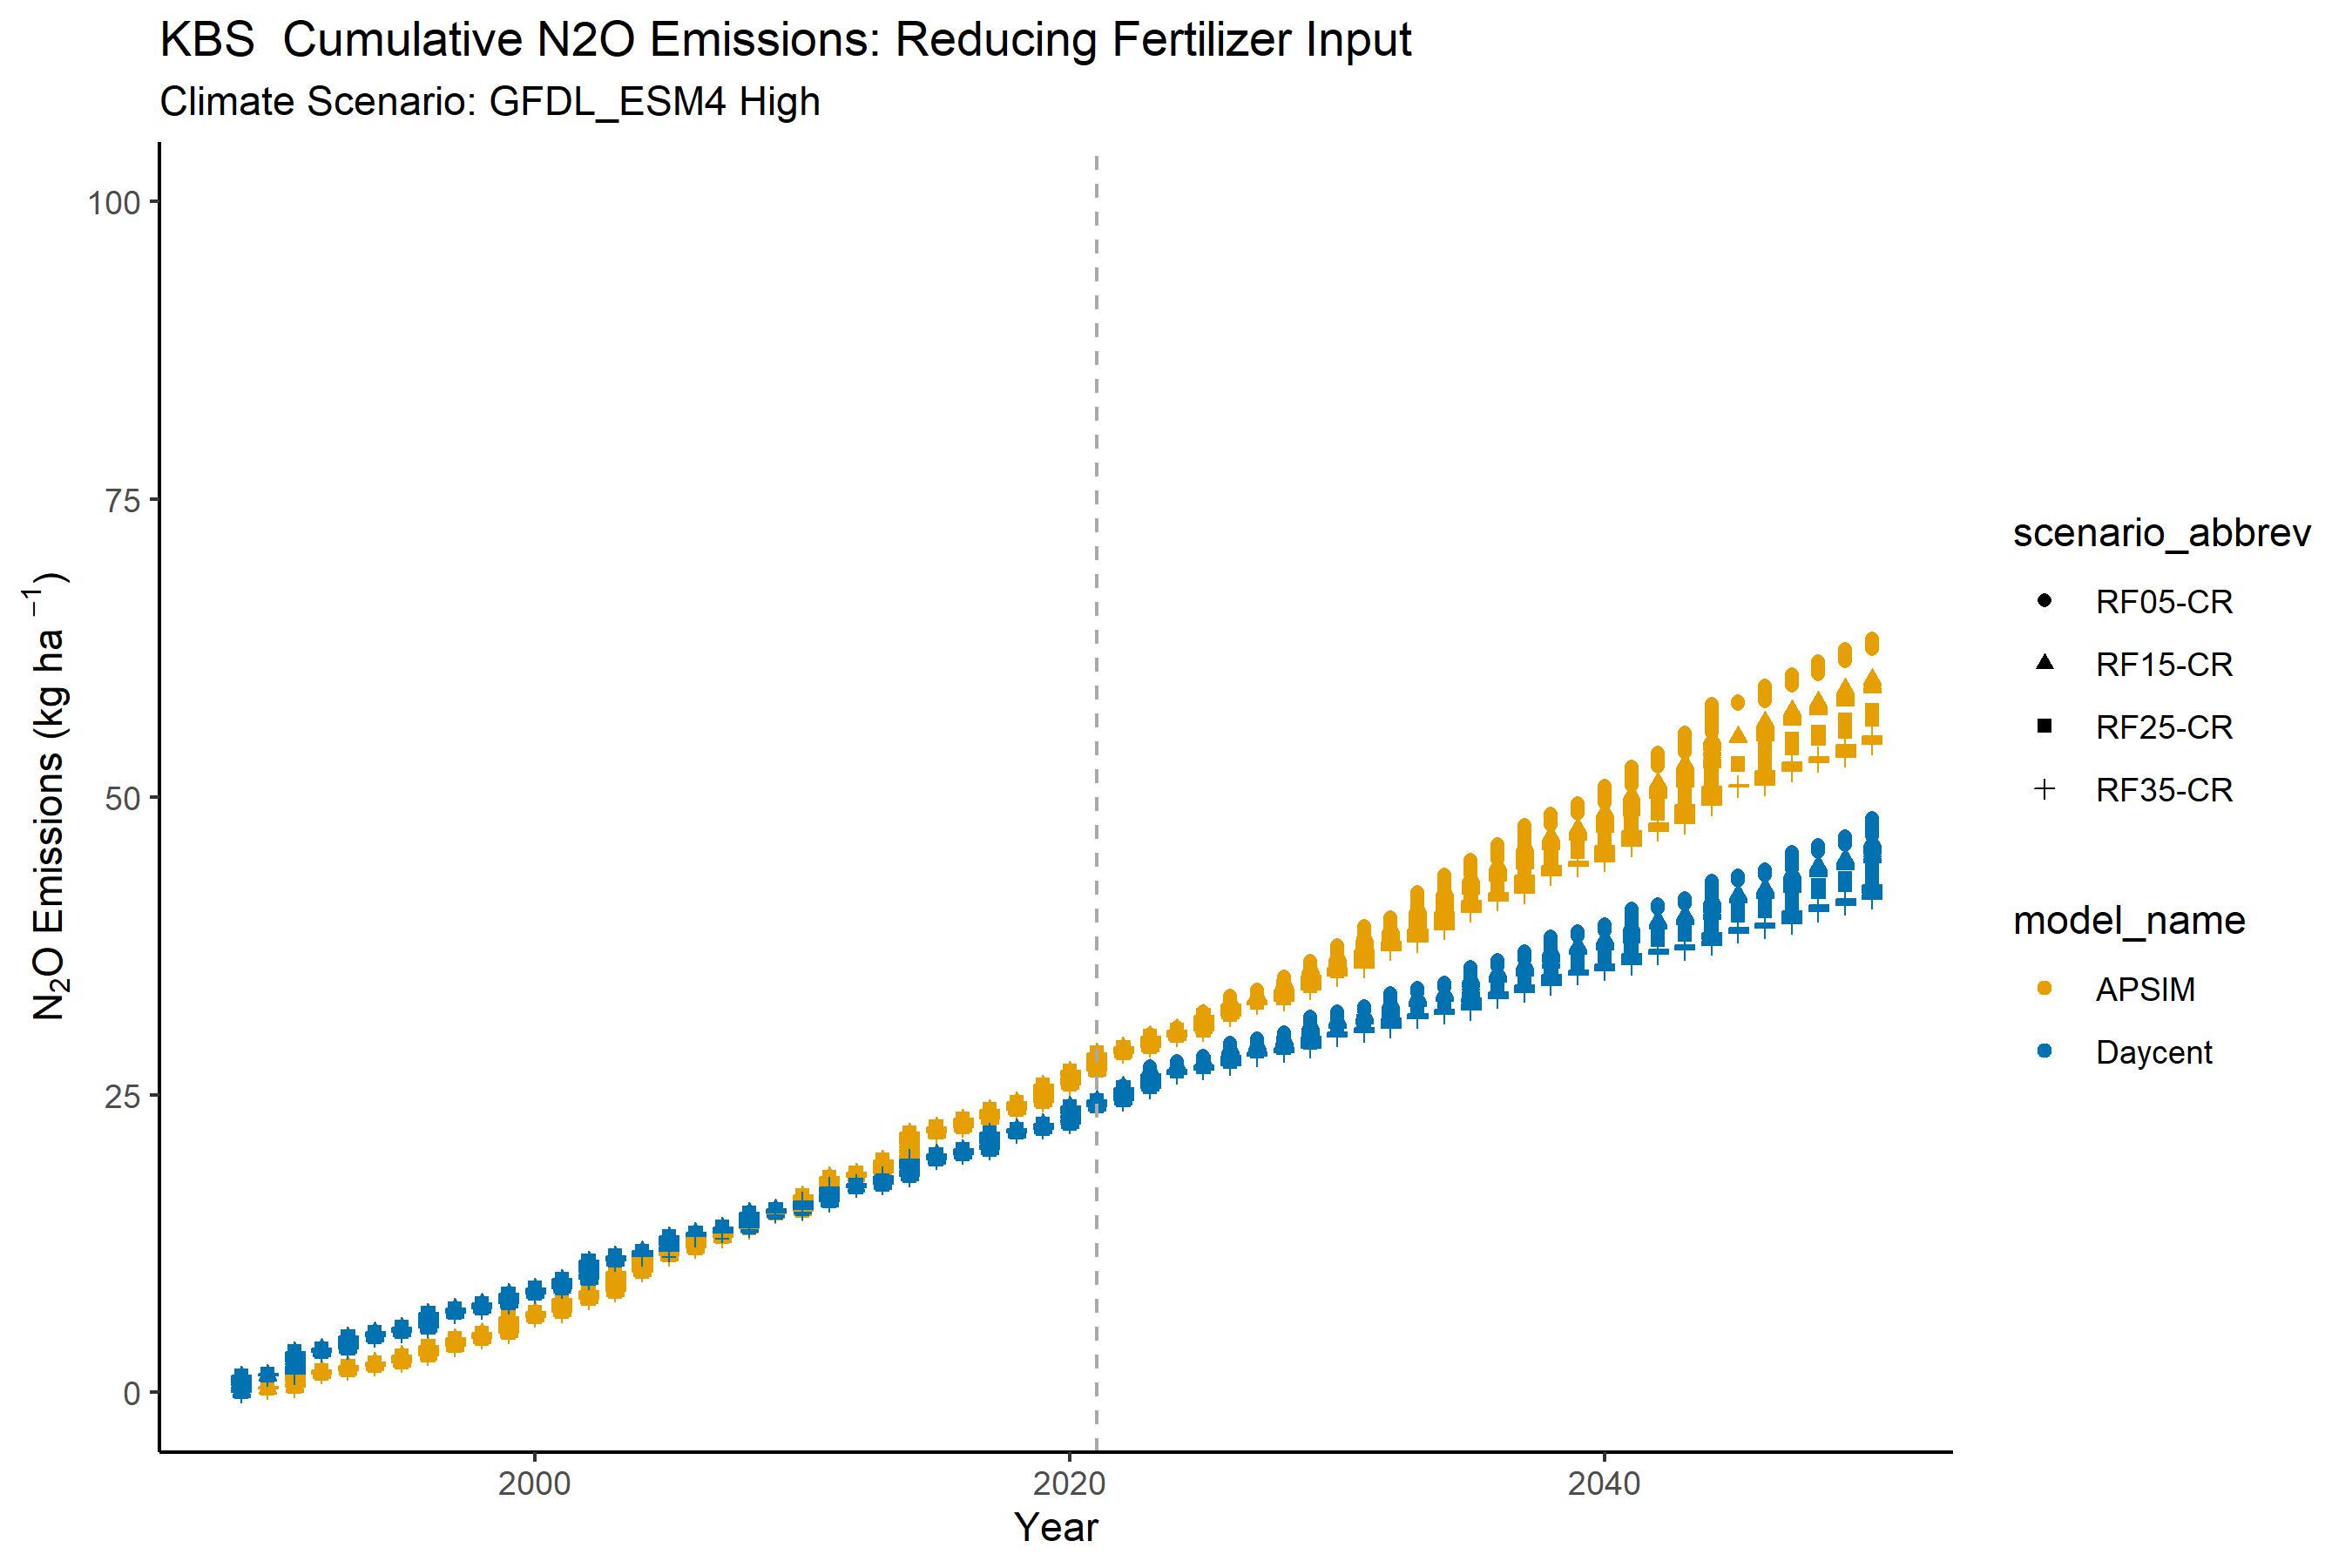 KBS  Cumulative N2O Emissions: Reducing Fertilizer Input
Climate Scenario: GFDL_ESM4 High
100
75
50
25
0
N₂O Emissions (kg ha ⁻¹)
2000
2020
2040
Year
scenario_abbrev
RF05-CR
RF15-CR
RF25-CR
RF35-CR
model_name
APSIM
Daycent